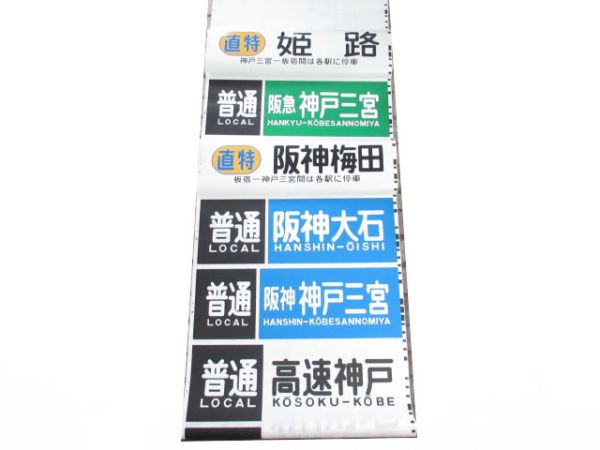 直特 姫路
神戸三宮ー板宿間は各駅に停車
普通 阪急 神戸三宮
LOCAL HANKYU-KŌBESANNOMIYA
直特 阪神梅田
板宿ー神戸三宮間は各駅に停車
普通 阪神大石
LOCAL HANSHIN-ŌISHI
普通 阪神 神戸三宮
LOCAL HANSHIN-KŌBESANNOMIYA
普通 高速神戸
LOCAL KŌSOKU-KŌBE